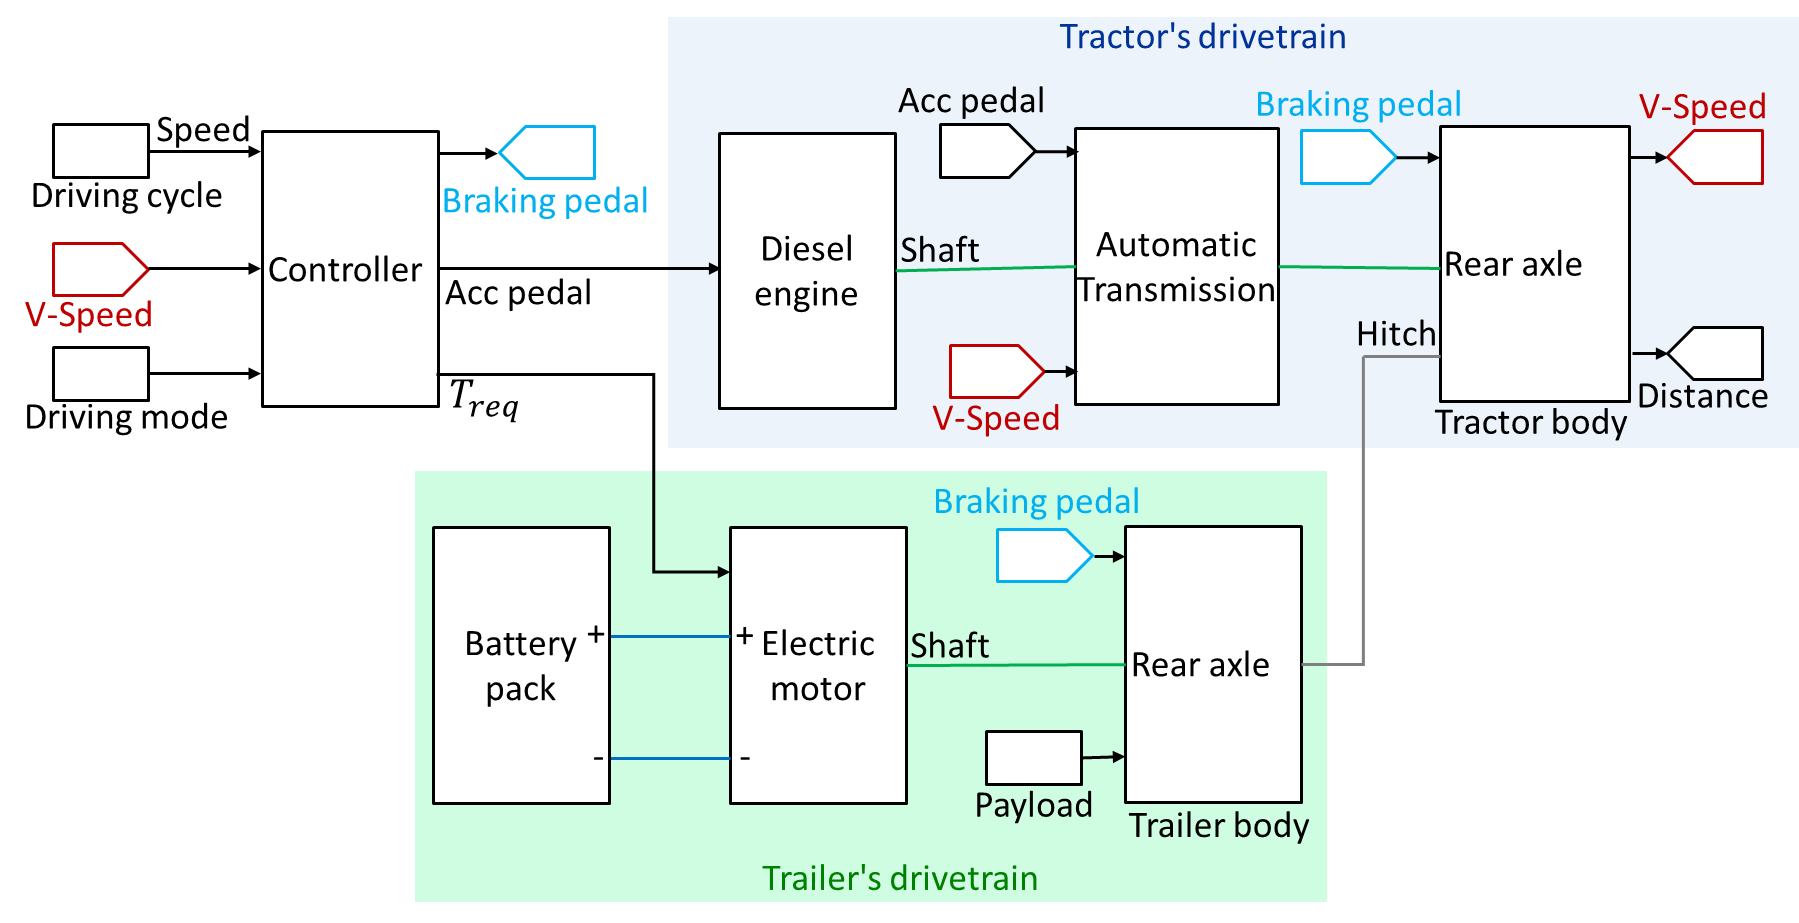 Tractor's drivetrain
Acc pedal
Braking pedal
V-Speed
Speed
Driving cycle
Braking pedal
Controller
V-Speed
Acc pedal
Driving mode
T_req
Diesel
engine
Shaft
Automatic
Transmission
V-Speed
Rear axle
Hitch
Tractor body
Distance
Braking pedal
Battery
pack
+
-
+
-
Electric
motor
Shaft
Rear axle
Payload
Trailer body
Trailer's drivetrain